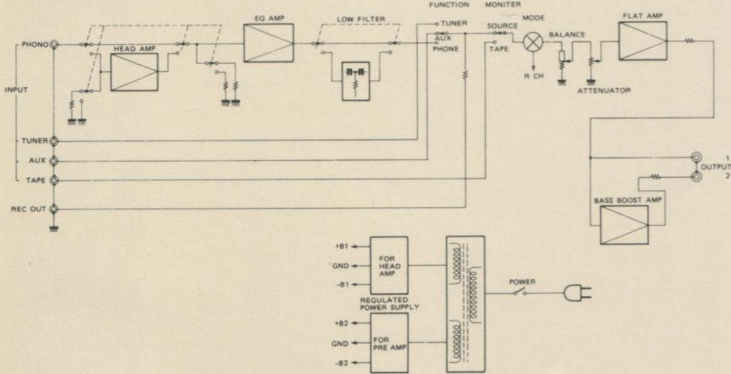 FUNCTION MONITER
EQ AMP
LOW FILTER
TUNER
SOURCE
MODE
FLAT AMP
PHONO
HEAD AMP
AUX
PHONE
TAPE
BALANCE
R CH
ATTENUATOR
INPUT
TUNER
AUX
TAPE
REC OUT
1
OUTPUT
2
BASS BOOST AMP
+B1
GND
-B1
FOR
HEAD
AMP
POWER
REGULATED
POWER SUPPLY
+B2
GND
-B2
FOR
PRE AMP